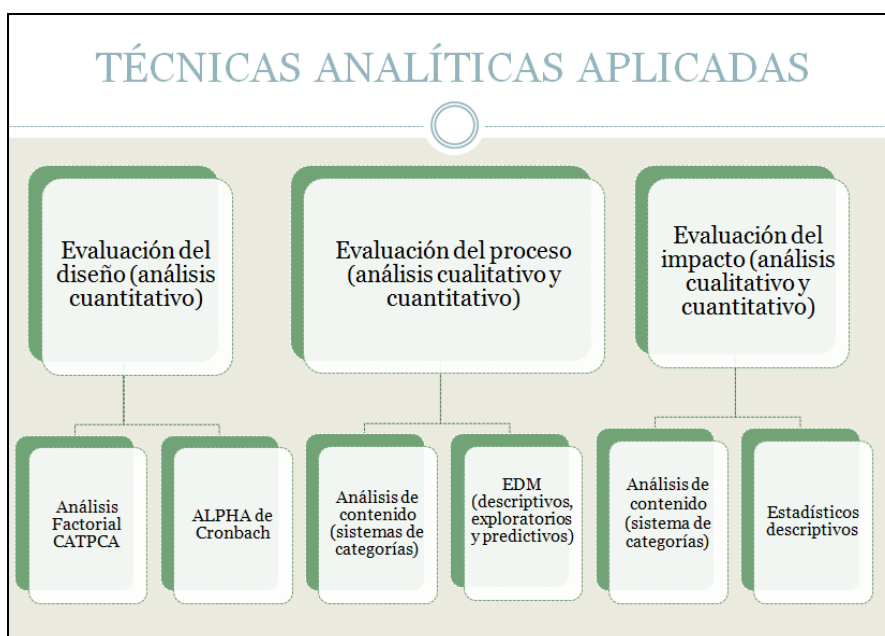 TÉCNICAS ANALÍTICAS APLICADAS
Evaluación del
diseño (análisis
cuantitativo)
Evaluación del proceso
(análisis cualitativo y
cuantitativo)
Evaluación del
impacto (análisis
cualitativo y
cuantitativo)
Análisis
Factorial
CATPCA
ALPHA de
Cronbach
Análisis de
contenido
(sistemas de
categorías)
EDM
(descriptivos,
exploratorios
y predictivos)
Análisis de
contenido
(sistema de
categorías)
Estadísticos
descriptivos